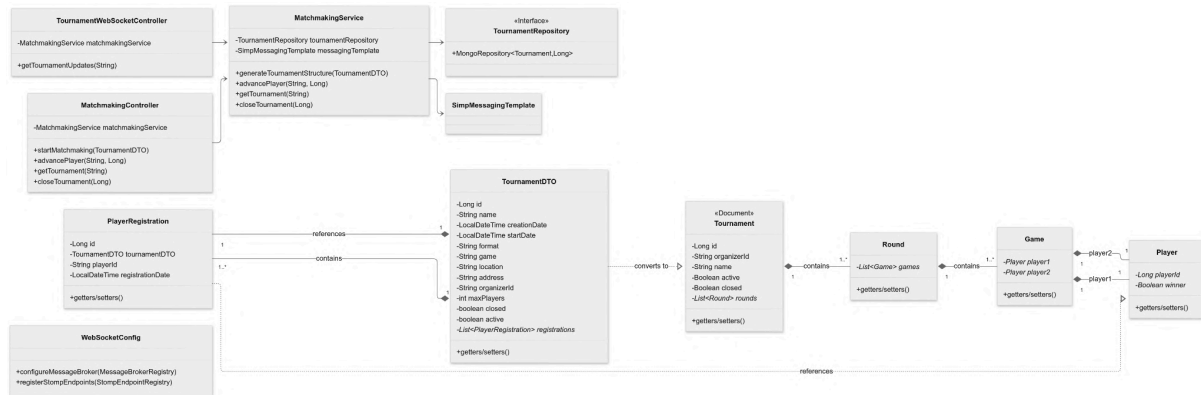 TournamentWebSocketController
-MatchmakingService matchmakingService
+getTournamentUpdates(String)
MatchmakingService
-TournamentRepository tournamentRepository
-SimpMessagingTemplate messagingTemplate
+generateTournamentStructure(TournamentDTO)
+advancePlayer(String, Long)
+getTournament(String)
+closeTournament(Long)
«Interface»
TournamentRepository
+MongoRepository<Tournament,Long>
MatchmakingController
-MatchmakingService matchmakingService
+startMatchmaking(TournamentDTO)
+advancePlayer(String, Long)
+getTournament(String)
+closeTournament(Long)
SimpMessagingTemplate
PlayerRegistration
-Long id
-TournamentDTO tournamentDTO
-String playerId
-LocalDateTime registrationDate
+getters/setters()
references
1
1
contains
1..*
1
TournamentDTO
-Long id
-String name
-LocalDateTime creationDate
-LocalDateTime startDate
-String format
-String game
-String location
-String address
-String organizerId
-int maxPlayers
-boolean closed
-boolean active
-List<PlayerRegistration> registrations
+getters/setters()
converts to
«Document»
Tournament
-Long id
-String organizerId
-String name
-Boolean active
-Boolean closed
-List<Round> rounds
+getters/setters()
contains
1..*
1
Round
-List<Game> games
+getters/setters()
contains
1..*
1
Game
-Player player1
-Player player2
+getters/setters()
player2
1
1
player1
1
1
Player
-Long playerId
-Boolean winner
+getters/setters()
WebSocketConfig
+configureMessageBroker(MessageBrokerRegistry)
+registerStompEndpoints(StompEndpointRegistry)
references